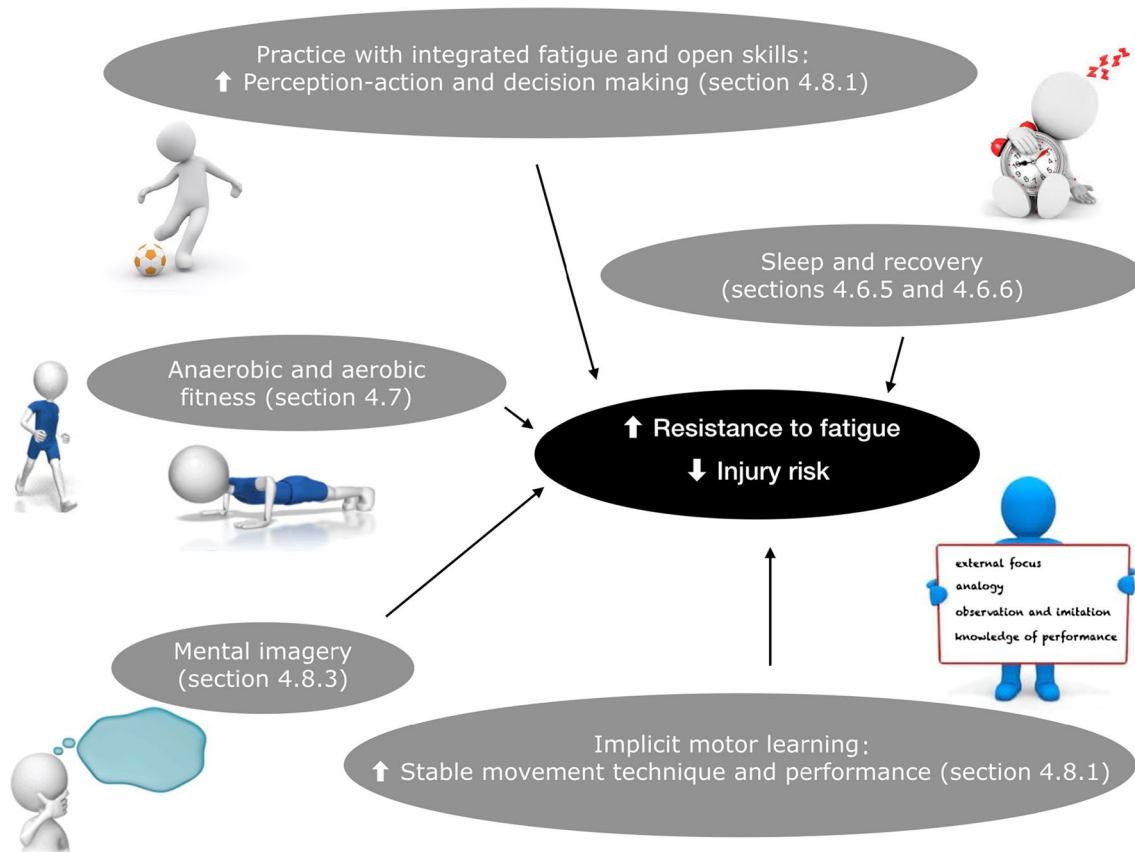 Practice with integrated fatigue and open skills:
⬆ Perception-action and decision making (section 4.8.1)
z z z z z
Sleep and recovery
(sections 4.6.5 and 4.6.6)
Anaerobic and aerobic
fitness (section 4.7)
⬆ Resistance to fatigue
⬇ Injury risk
external focus
analogy
observation and imitation
knowledge of performance
Mental imagery
(section 4.8.3)
Implicit motor learning:
⬆ Stable movement technique and performance (section 4.8.1)